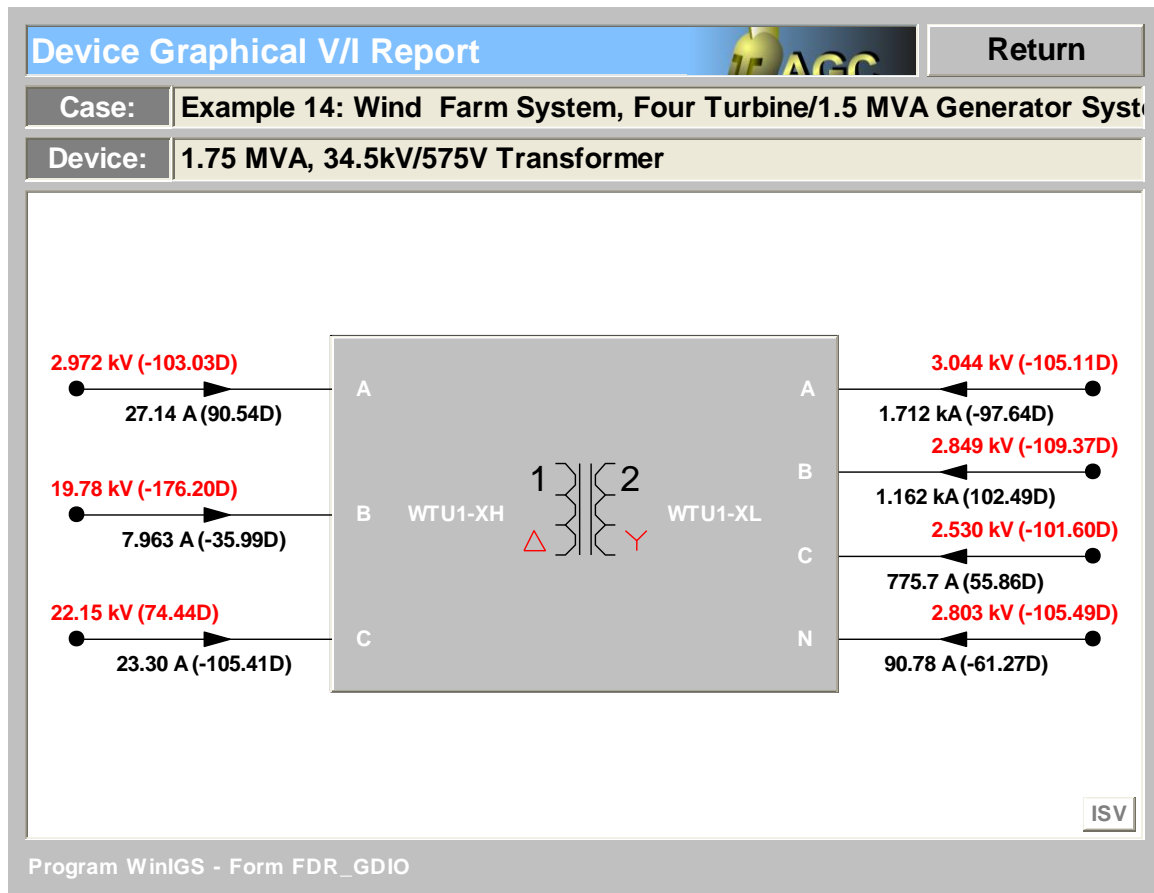 Device Graphical V/I Report
AGC
Return
Case: Example 14: Wind Farm System, Four Turbine/1.5 MVA Generator Syst
Device: 1.75 MVA, 34.5kV/575V Transformer
2.972 kV (-103.03D)
27.14 A (90.54D)
19.78 kV (-176.20D)
7.963 A (-35.99D)
22.15 kV (74.44D)
23.30 A (-105.41D)
A
B
C
WTU1-XH
1
2
WTU1-XL
A
B
C
N
3.044 kV (-105.11D)
1.712 kA (-97.64D)
2.849 kV (-109.37D)
1.162 kA (102.49D)
2.530 kV (-101.60D)
775.7 A (55.86D)
2.803 kV (-105.49D)
90.78 A (-61.27D)
ISV
Program WinIGS - Form FDR_GDIO